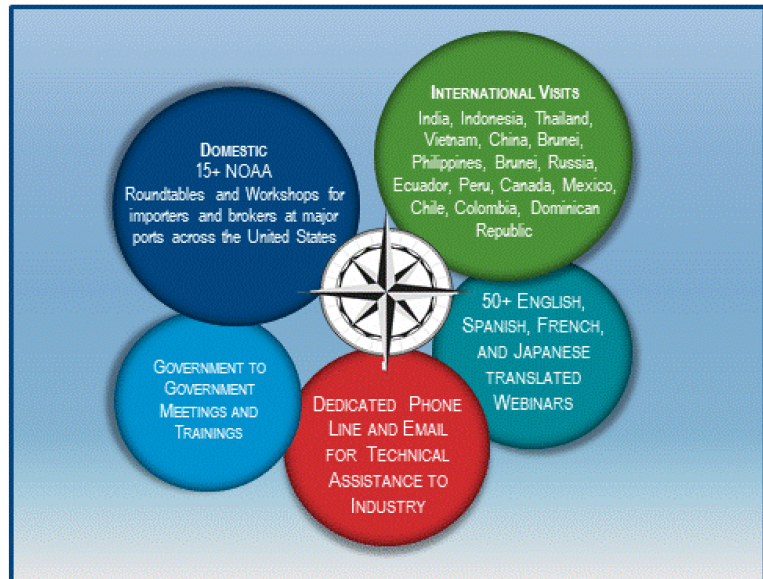 DOMESTIC
15+ NOAA
Roundtables and Workshops for
importers and brokers at major
ports across the United States
INTERNATIONAL VISITS
India, Indonesia, Thailand,
Vietnam, China, Brunei,
Philippines, Brunei, Russia,
Ecuador, Peru, Canada, Mexico,
Chile, Colombia, Dominican
Republic
50+ ENGLISH,
SPANISH, FRENCH,
AND JAPANESE
TRANSLATED
WEBINARS
GOVERNMENT TO
GOVERNMENT
MEETINGS AND
TRAININGS
DEDICATED PHONE
LINE AND EMAIL
FOR TECHNICAL
ASSISTANCE TO
INDUSTRY